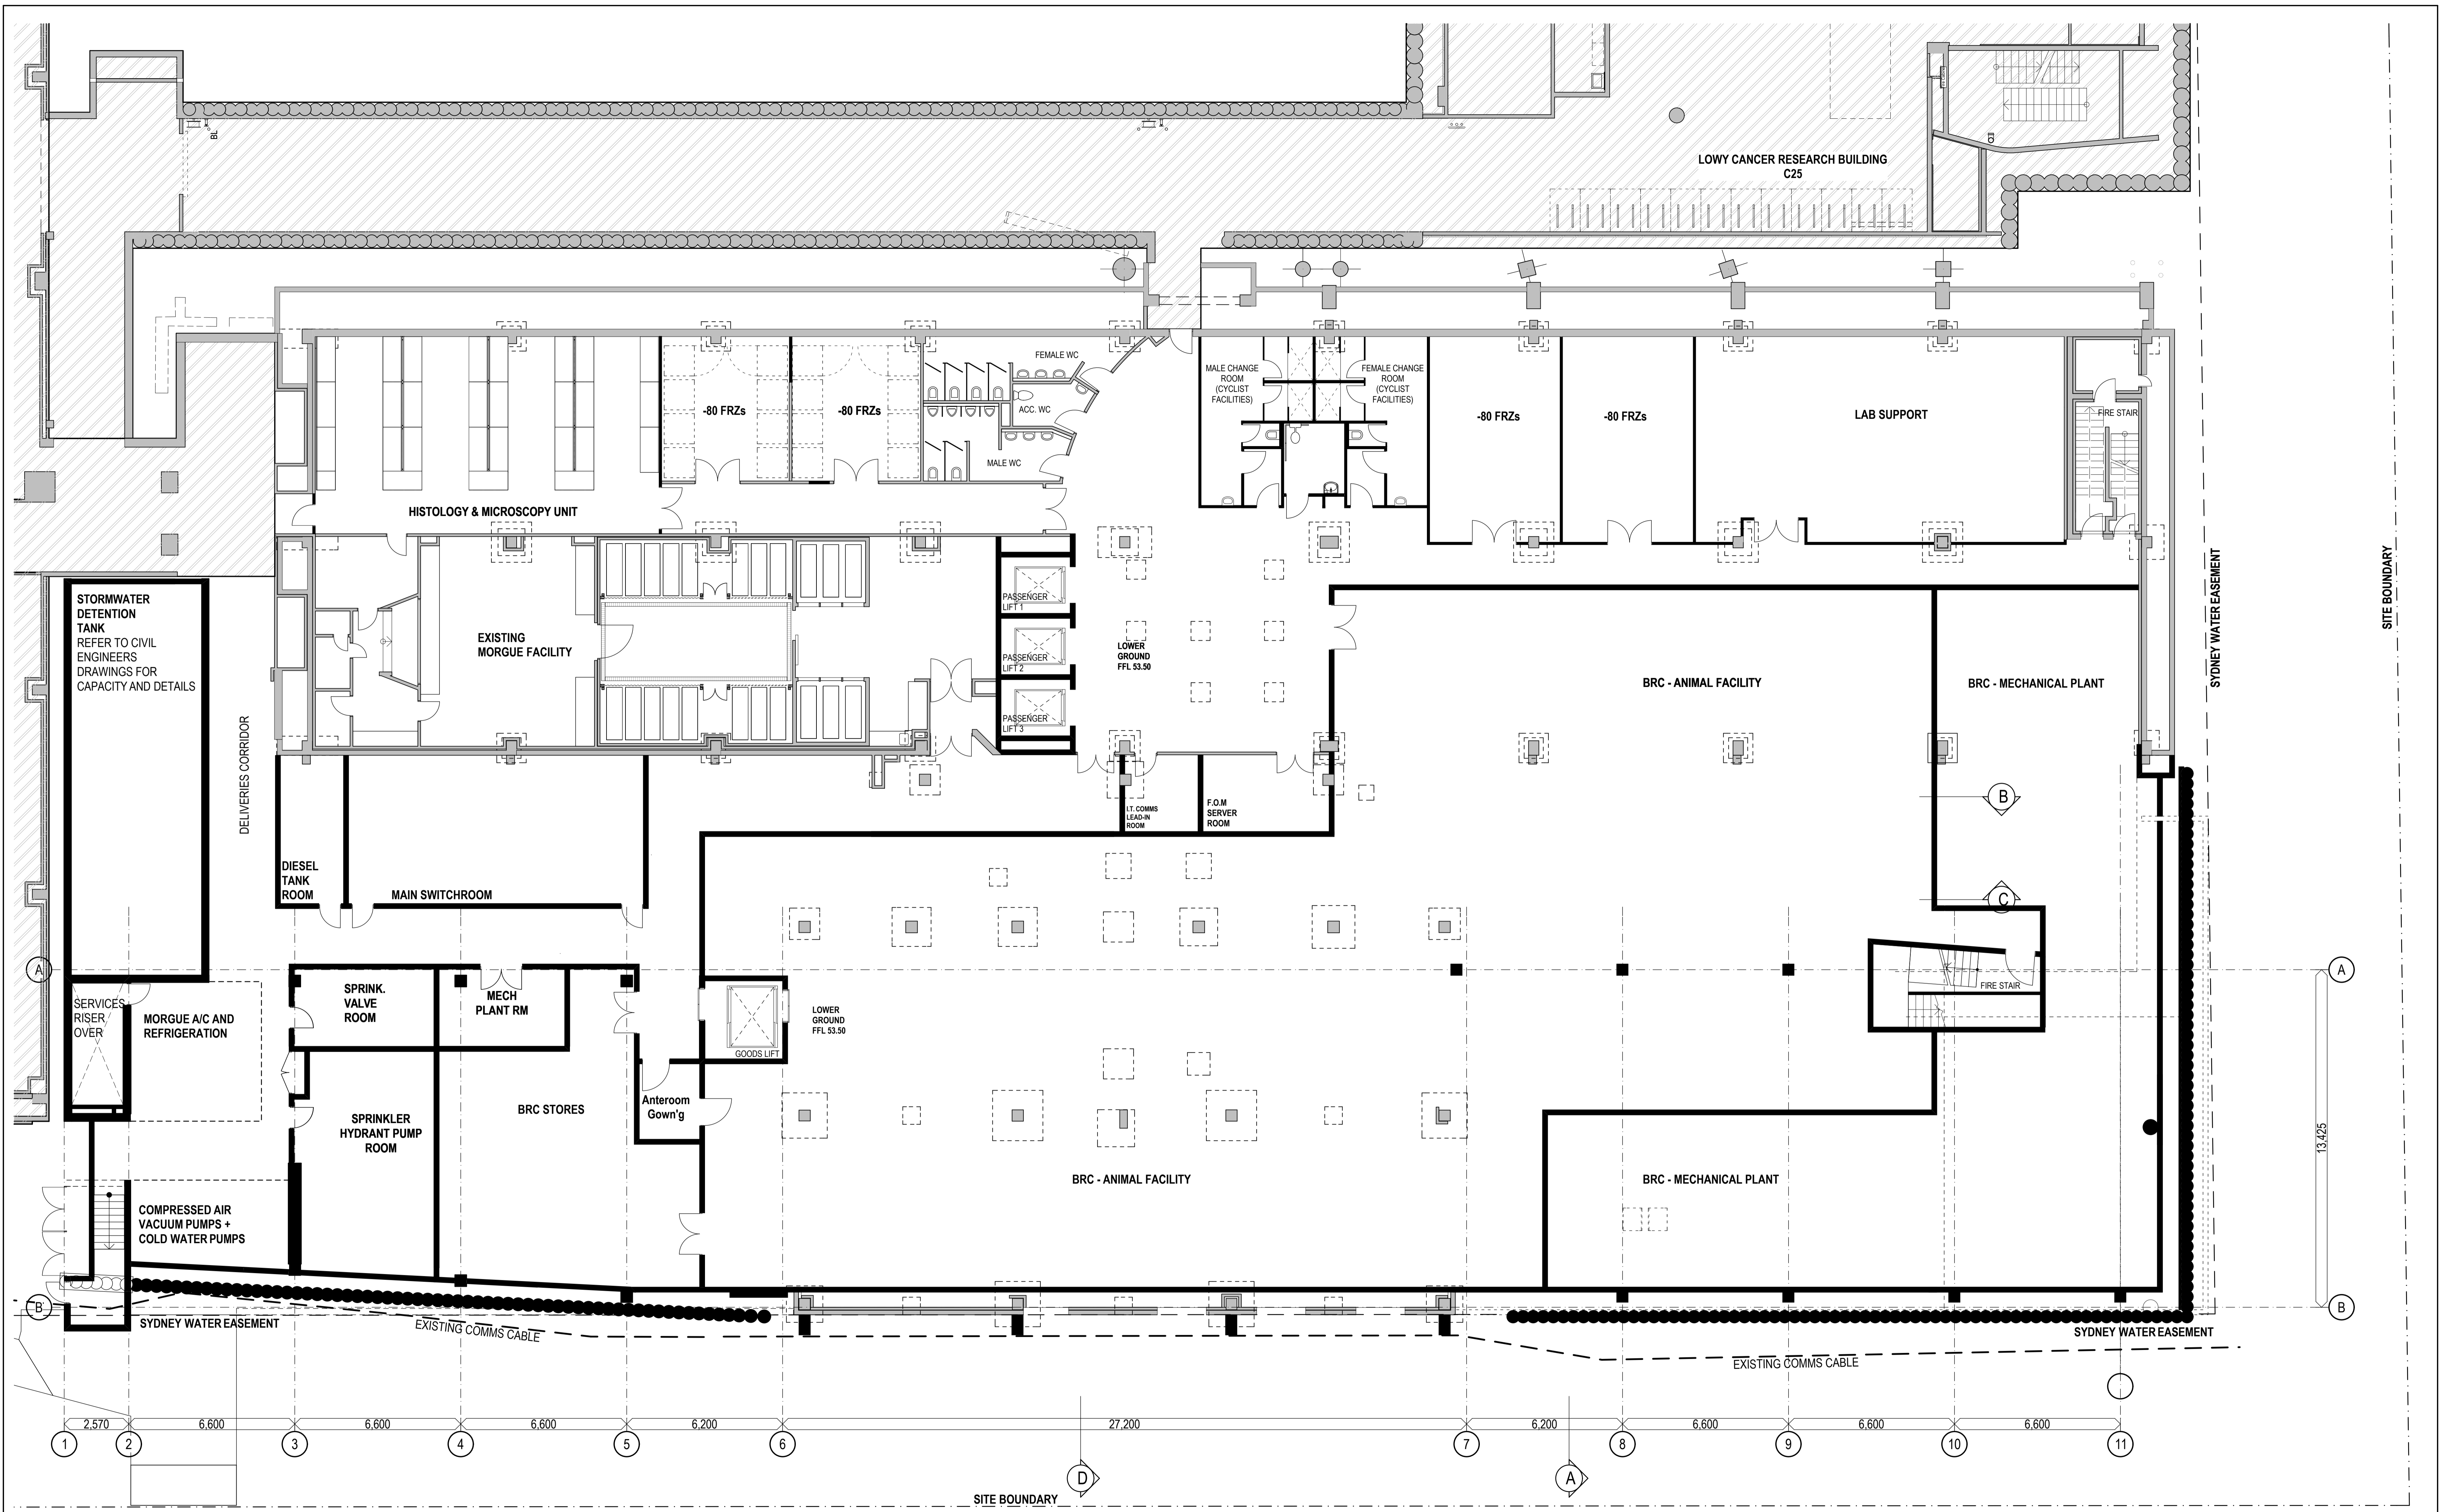 BL
LOWY CANCER RESEARCH BUILDING
C25
FEMALE WC
ACC. WC
MALE WC
MALE CHANGE
ROOM
(CYCLIST
FACILITIES)
FEMALE CHANGE
ROOM
(CYCLIST
FACILITIES)
-80 FRZs
-80 FRZs
-80 FRZs
-80 FRZs
LAB SUPPORT
FIRE STAIR
HISTOLOGY & MICROSCOPY UNIT
SYDNEY WATER EASEMENT
SITE BOUNDARY
STORMWATER
DETENTION
TANK
REFER TO CIVIL
ENGINEERS
DRAWINGS FOR
CAPACITY AND DETAILS
DELIVERIES CORRIDOR
EXISTING
MORGUE FACILITY
PASSENGER
LIFT 1
PASSENGER
LIFT 2
PASSENGER
LIFT 3
LOWER
GROUND
FFL 53.50
BRC - ANIMAL FACILITY
BRC - MECHANICAL PLANT
I.T. COMMS
LEAD-IN
ROOM
F.O.M
SERVER
ROOM
B
C
DIESEL
TANK
ROOM
MAIN SWITCHROOM
A
A
SERVICES
RISER
OVER
MORGUE A/C AND
REFRIGERATION
SPRINK.
VALVE
ROOM
MECH
PLANT RM
LOWER
GROUND
FFL 53.50
GOODS LIFT
FIRE STAIR
SPRINKLER
HYDRANT PUMP
ROOM
BRC STORES
Anteroom
Gown'g
13,425
BRC - ANIMAL FACILITY
BRC - MECHANICAL PLANT
COMPRESSED AIR
VACUUM PUMPS +
COLD WATER PUMPS
B
B
SYDNEY WATER EASEMENT
EXISTING COMMS CABLE
SYDNEY WATER EASEMENT
EXISTING COMMS CABLE
2,570
6,600
6,600
6,600
6,200
27,200
6,200
6,600
6,600
6,600
1
2
3
4
5
6
7
8
9
10
11
D
A
SITE BOUNDARY